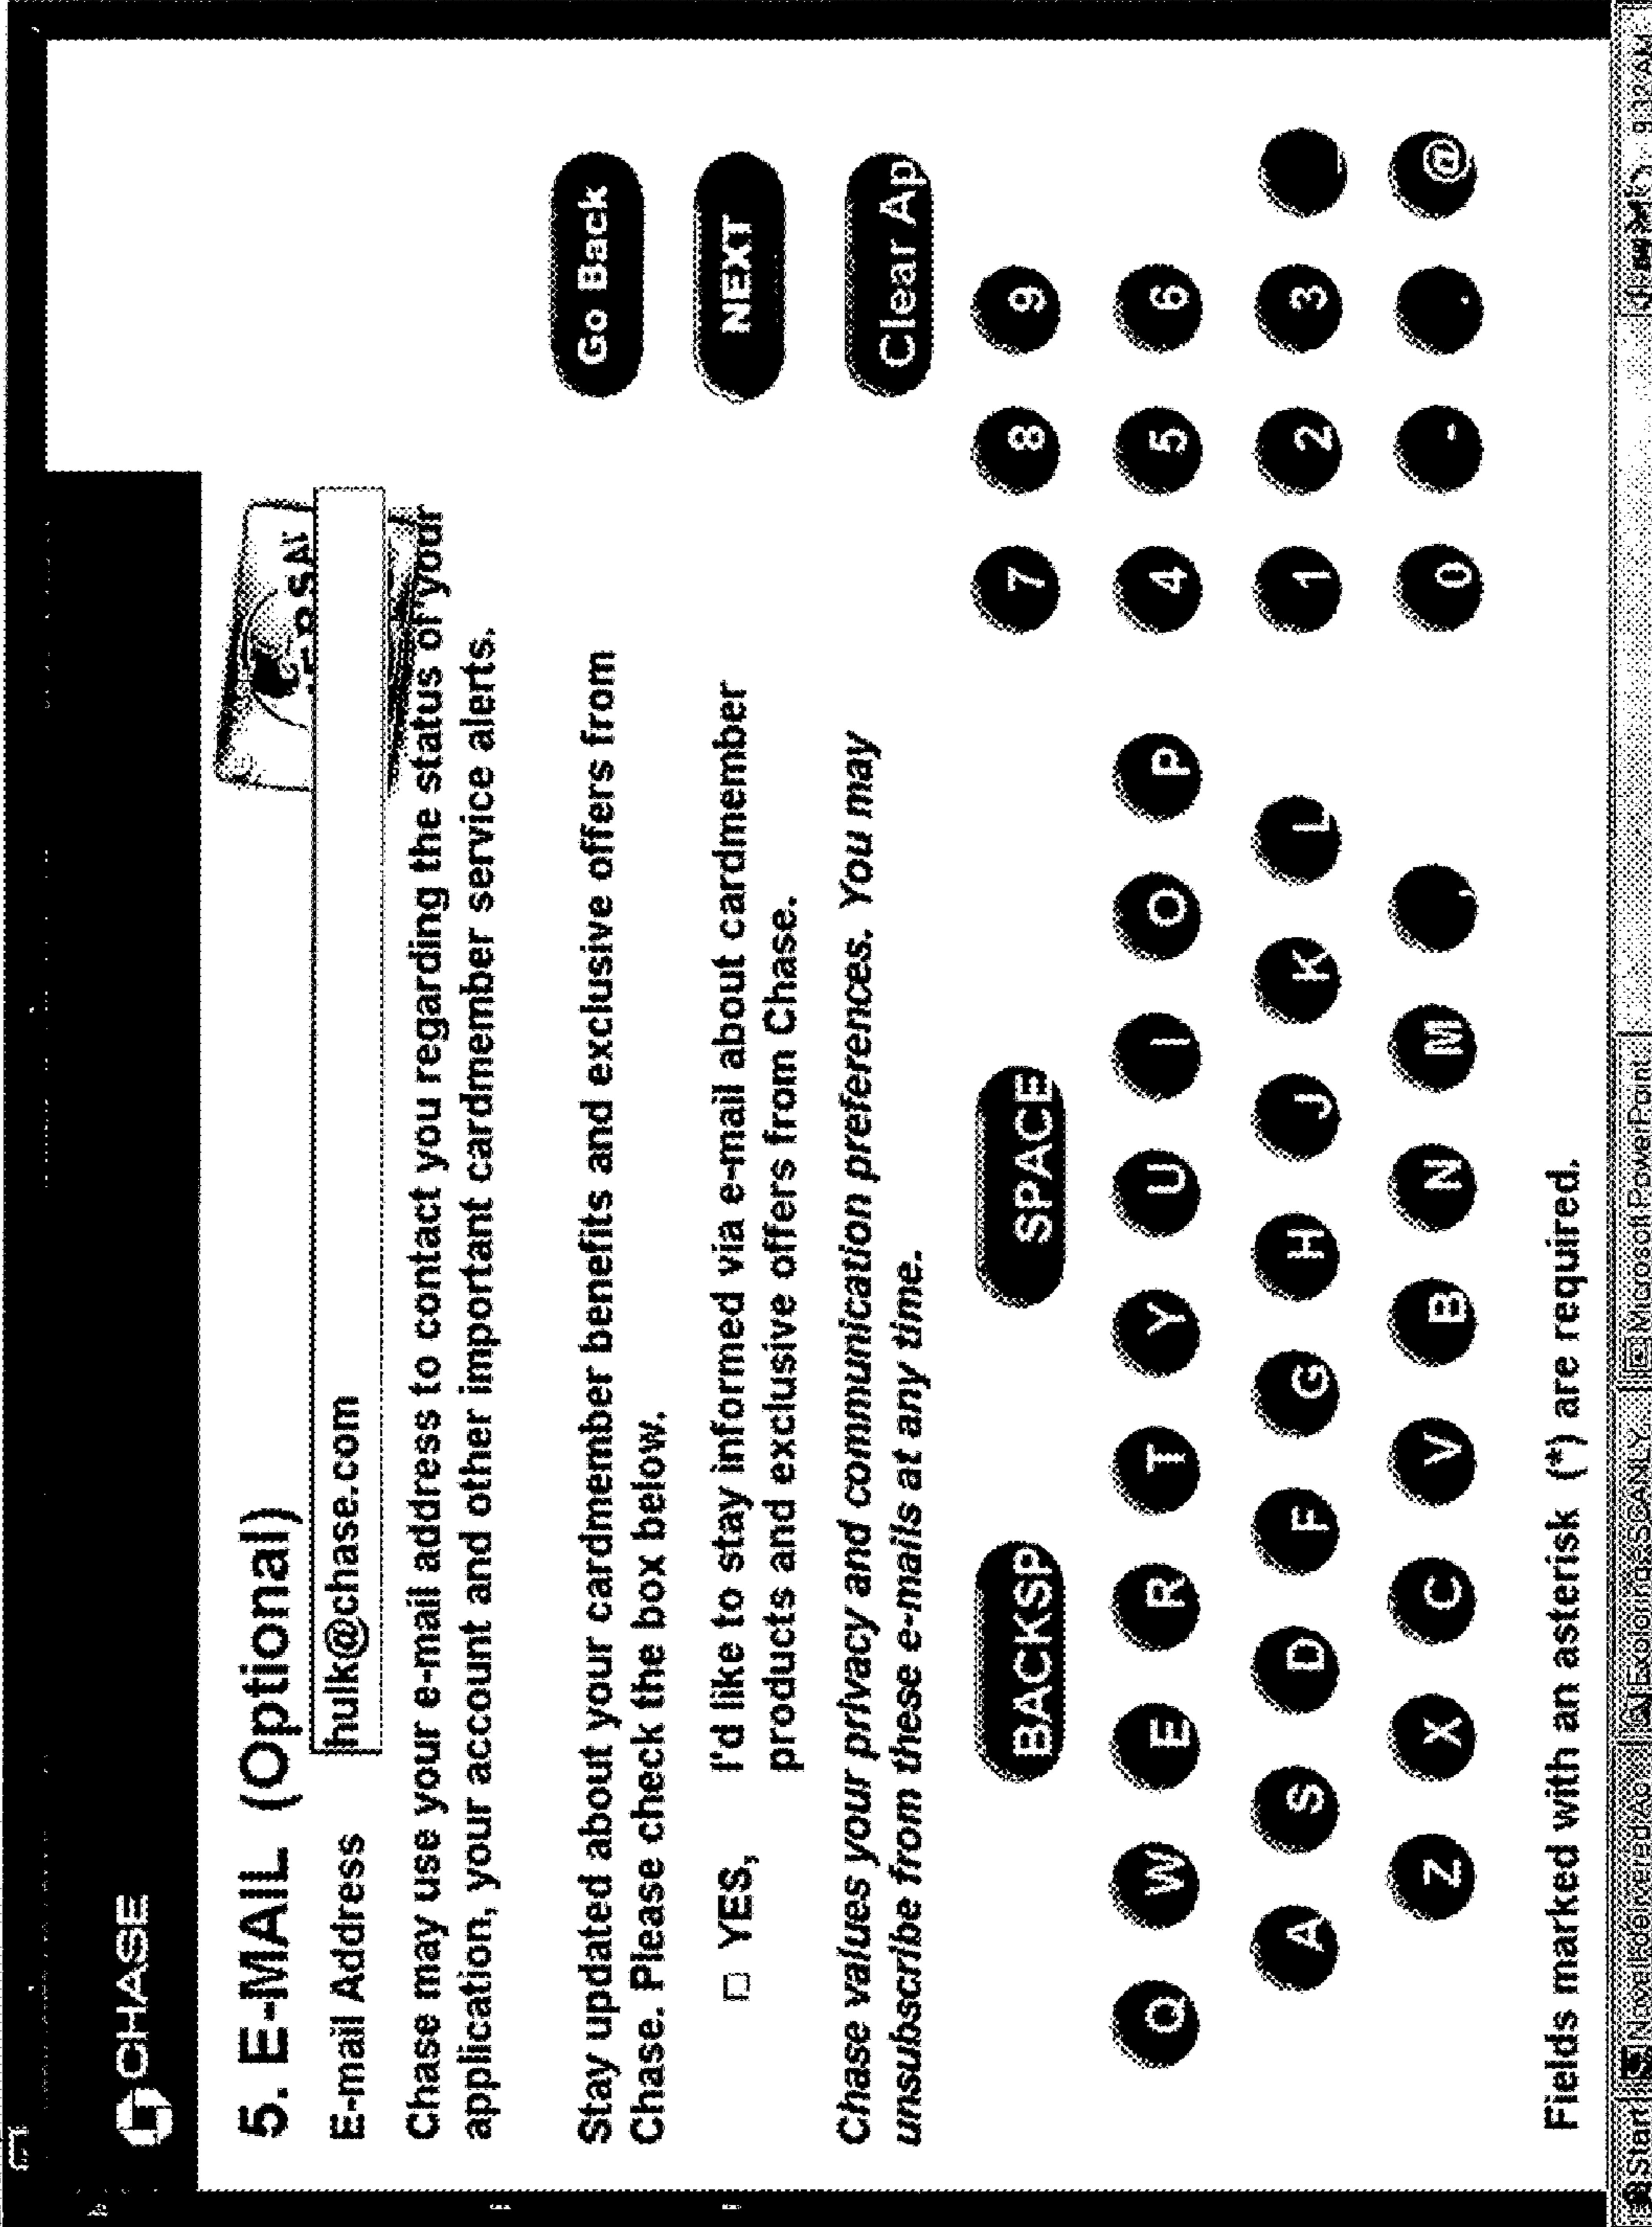 CHASE
5. E-MAIL (Optional)
E-mail Address hulk@chase.com
Chase may use your e-mail address to contact you regarding the status of your
application, your account and other important cardmember service alerts.
Go Back
Stay updated about your cardmember benefits and exclusive offers from
Chase. Please check the box below.
NEXT
YES, I'd like to stay informed via e-mail about cardmember
products and exclusive offers from Chase.
Clear Ap
Chase values your privacy and communication preferences. You may
unsubscribe from these e-mails at any time.
BACKSP SPACE 7 8 9
Q W E R T Y U I O P 4 5 6
A S D F G H J K L 1 2 3 _
Z X C V B N M , 0 - . @
Fields marked with an asterisk (*) are required.
Start Microsoft PowerPoint 9:32 AM